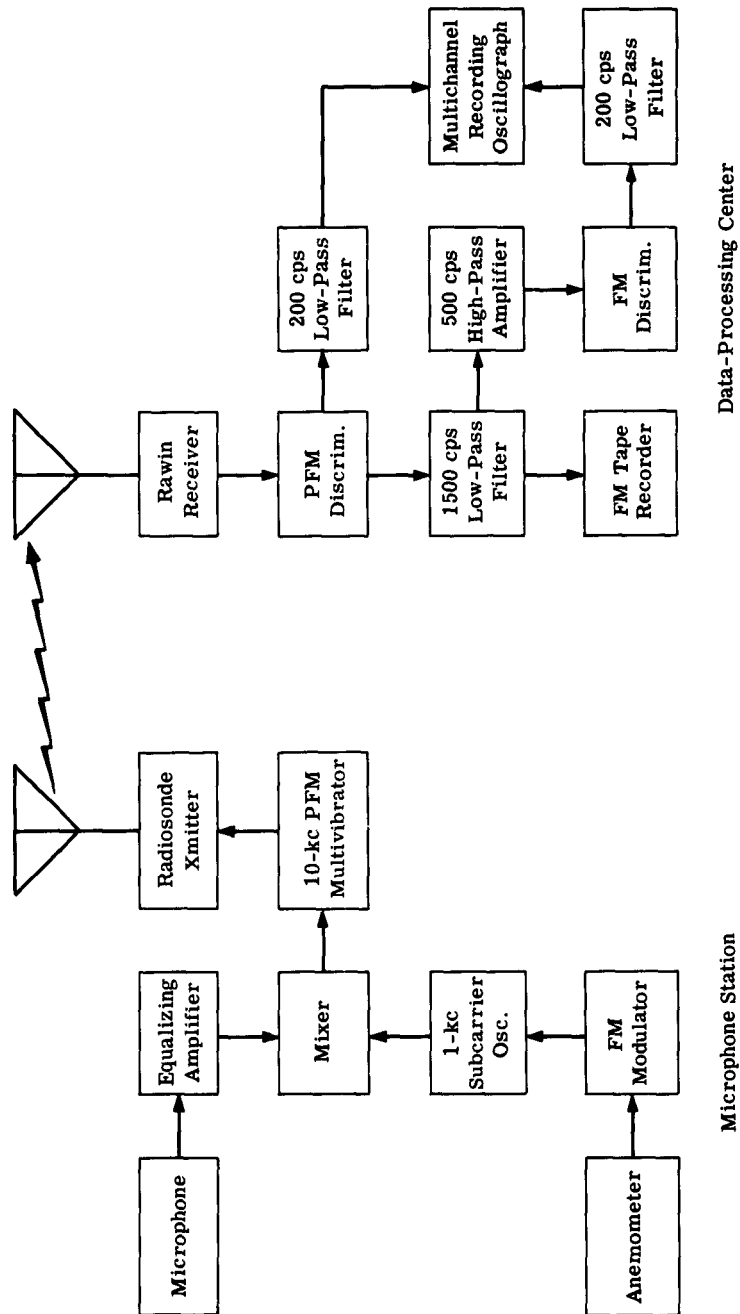 Microphone
Equalizing
Amplifier
Mixer
1-kc
Subcarrier
Osc.
FM
Modulator
Anemometer
10-kc PFM
Multivibrator
Radiosonde
Xmitter
Microphone Station
Rawin
Receiver
PFM
Discrim.
200 cps
Low-Pass
Filter
1500 cps
Low-Pass
Filter
500 cps
High-Pass
Amplifier
FM Tape
Recorder
FM
Discrim.
200 cps
Low-Pass
Filter
Multichannel
Recording
Oscillograph
Data-Processing Center